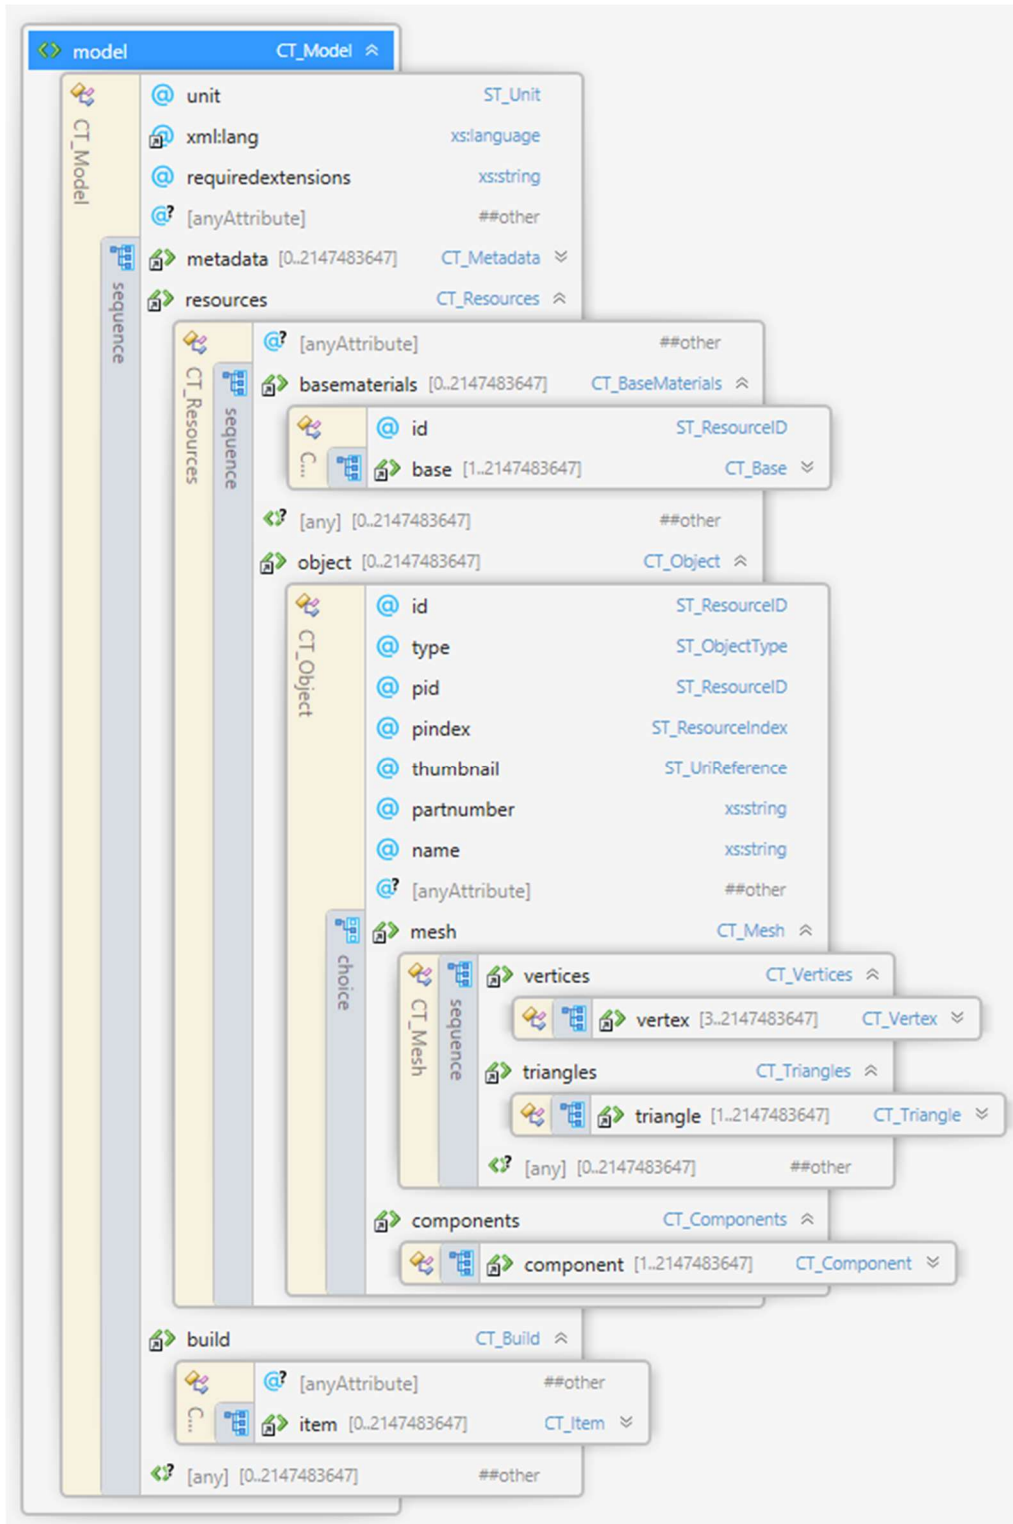 model CT_Model
CT_Model
unit ST_Unit
xml:lang xs:language
requiredextensions xs:string
[anyAttribute] ##other
sequence
metadata [0..2147483647] CT_Metadata
resources CT_Resources
CT_Resources
[anyAttribute] ##other
sequence
basematerials [0..2147483647] CT_BaseMaterials
C...
id ST_ResourceID
base [1..2147483647] CT_Base
[any] [0..2147483647] ##other
object [0..2147483647] CT_Object
CT_Object
id ST_ResourceID
type ST_ObjectType
pid ST_ResourceID
pindex ST_ResourceIndex
thumbnail ST_UriReference
partnumber xs:string
name xs:string
[anyAttribute] ##other
choice
mesh CT_Mesh
CT_Mesh
sequence
vertices CT_Vertices
vertex [3..2147483647] CT_Vertex
triangles CT_Triangles
triangle [1..2147483647] CT_Triangle
[any] [0..2147483647] ##other
components CT_Components
component [1..2147483647] CT_Component
build CT_Build
C...
[anyAttribute] ##other
item [0..2147483647] CT_Item
[any] [0..2147483647] ##other